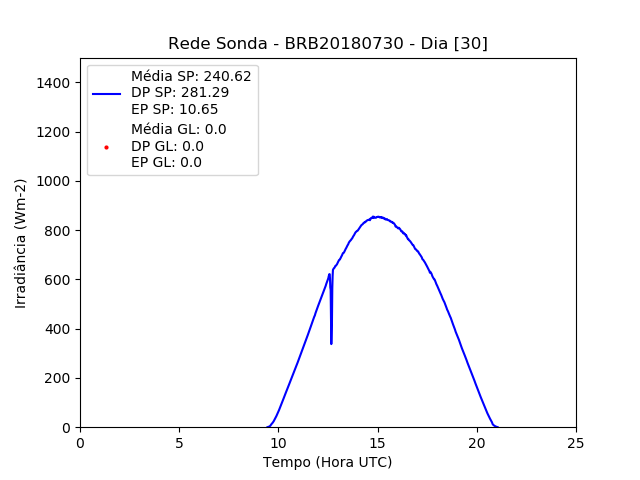 Rede Sonda - BRB20180730 - Dia [30]
Média SP: 240.62
DP SP: 281.29
EP SP: 10.65
Média GL: 0.0
DP GL: 0.0
EP GL: 0.0
Irradiância (Wm-2)
1400
1200
1000
800
600
400
200
0
0 5 10 15 20 25
Tempo (Hora UTC)